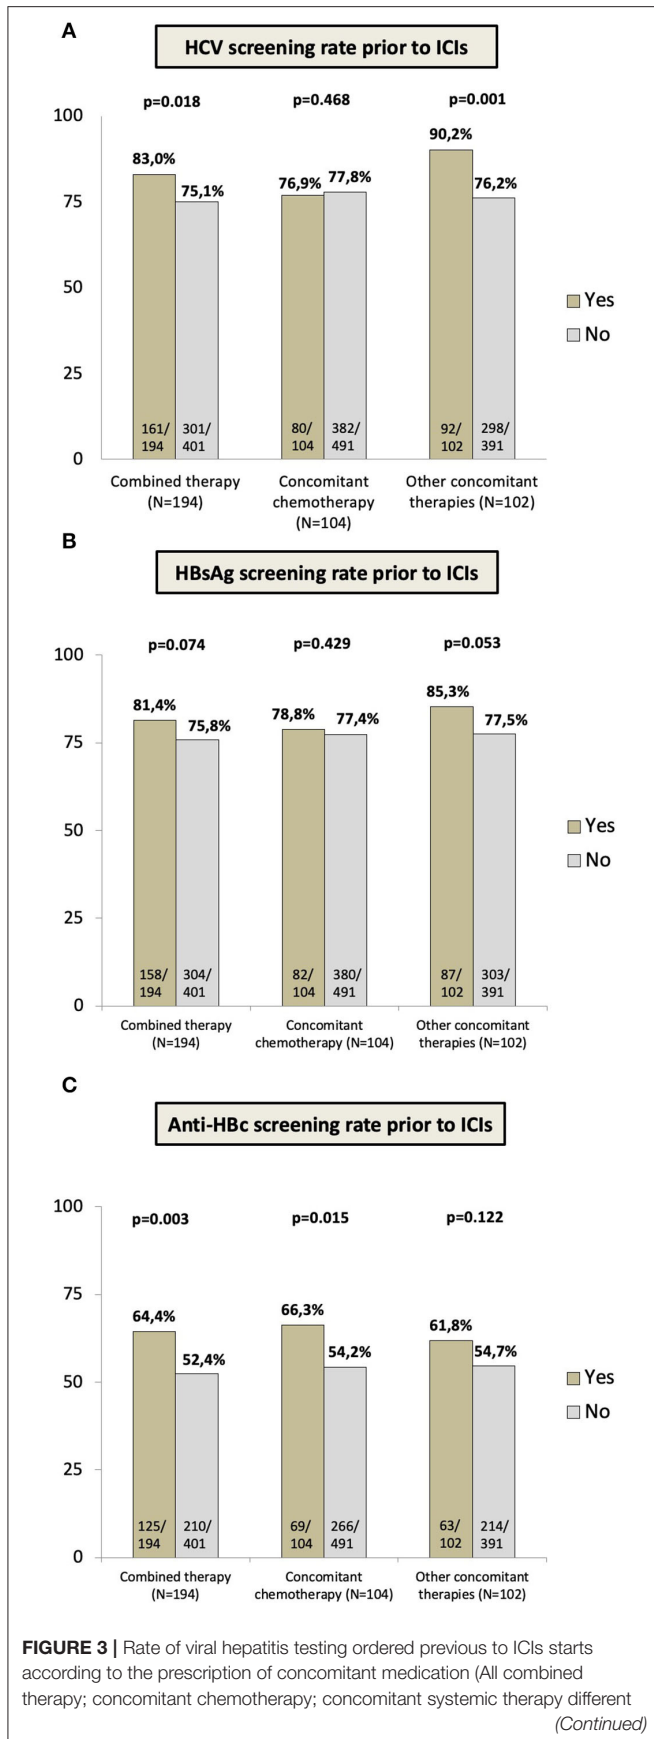 A
HCV screening rate prior to ICIs
p=0.018 p=0.468 p=0.001
100
90,2%
83,0%
75,1% 76,9% 77,8% 76,2%
75
50
Yes
No
25
161/ 301/ 80/ 382/ 92/ 298/
194 401 104 491 102 391
0
Combined therapy Concomitant Other concomitant
(N=194) chemotherapy therapies (N=102)
(N=104)
B
HBsAg screening rate prior to ICIs
p=0.074 p=0.429 p=0.053
100
85,3%
81,4% 75,8% 78,8% 77,4% 77,5%
75
50
Yes
No
25
158/ 304/ 82/ 380/ 87/ 303/
194 401 104 491 102 391
0
Combined therapy Concomitant Other concomitant
(N=194) chemotherapy (N=104) therapies (N=102)
C
Anti-HBc screening rate prior to ICIs
100
p=0.003 p=0.015 p=0.122
75
64,4% 66,3% 61,8%
52,4% 54,2% 54,7%
50
Yes
No
25
125/ 210/ 69/ 266/ 63/ 214/
194 401 104 491 102 391
0
Combined therapy Concomitant Other concomitant
(N=194) chemotherapy (N=104) therapies (N=102)
FIGURE 3 | Rate of viral hepatitis testing ordered previous to ICIs starts
according to the prescription of concomitant medication (All combined
therapy; concomitant chemotherapy; concomitant systemic therapy different
(Continued)